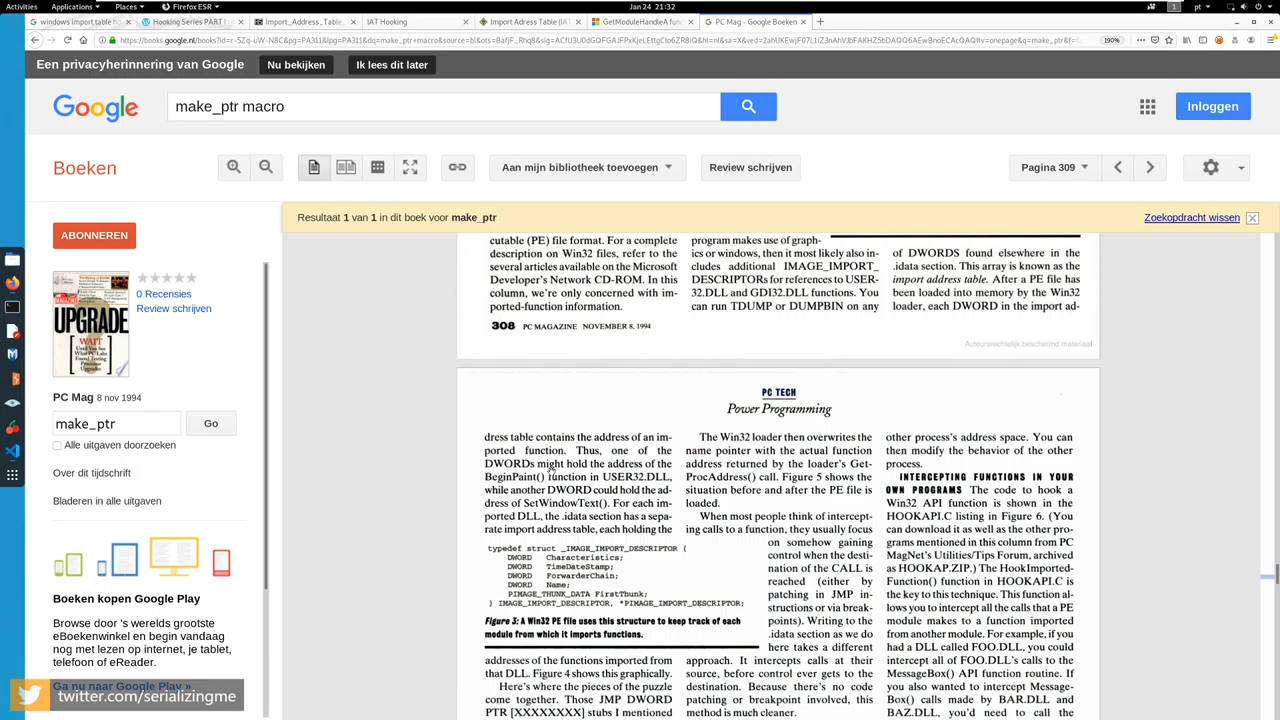 Activities Applications Places Firefox ESR Jan 24 21:32 1 pt
windows import table h Hooking Series PART I Import_Address_Table_ IAT Hooking Import Adress Table (IAT GetModuleHandleA fun PC Mag - Google Boeken
190%
Een privacyherinnering van Google Nu bekijken Ik lees dit later
Google make_ptr macro Inloggen
Boeken Aan mijn bibliotheek toevoegen Review schrijven Pagina 309
Resultaat 1 van 1 in dit boek voor make_ptr Zoekopdracht wissen
ABONNEREN
0 Recensies
Review schrijven
UPGRADE
WAIT
PC Mag 8 nov 1994
make_ptr Go
Alle uitgaven doorzoeken
Over dit tijdschrift
Bladeren in alle uitgaven
Boeken kopen Google Play
Browse door 's werelds grootste
eBoekenwinkel en begin vandaag
nog met lezen op internet, je tablet,
telefoon of eReader.
Ga nu naar Google Play »
twitter.com/serializingme
cutable (PE) file format. For a complete
description on Win32 files, refer to the
several articles available on the Microsoft
Developer's Network CD-ROM. In this
column, we're only concerned with im-
ported-function information.
308 PC MAGAZINE NOVEMBER 8, 1994
program makes use of graph-
ics or windows, then it most likely also in-
cludes additional IMAGE_IMPORT_
DESCRIPTORs for references to USER-
32.DLL and GDI32.DLL functions. You
can run TDUMP or DUMPBIN on any
of DWORDS found elsewhere in the
.idata section. This array is known as the
import address table. After a PE file has
been loaded into memory by the Win32
loader, each DWORD in the import ad-
Auteursrechtelijk beschermd materiaal
PC TECH
Power Programming
dress table contains the address of an im-
ported function. Thus, one of the
DWORDs might hold the address of the
BeginPaint() function in USER32.DLL,
while another DWORD could hold the ad-
dress of SetWindowText(). For each im-
ported DLL, the .idata section has a sepa-
rate import address table, each holding the
typedef struct _IMAGE_IMPORT_DESCRIPTOR {
DWORD Characteristics;
DWORD TimeDateStamp;
DWORD ForwarderChain;
DWORD Name;
PIMAGE_THUNK_DATA FirstThunk;
} IMAGE_IMPORT_DESCRIPTOR, *PIMAGE_IMPORT_DESCRIPTOR;
Figure 3: A Win32 PE file uses this structure to keep track of each
module from which it imports functions.
addresses of the functions imported from
that DLL. Figure 4 shows this graphically.
Here's where the pieces of the puzzle
come together. Those JMP DWORD
PTR [XXXXXXXX] stubs I mentioned
The Win32 loader then overwrites the
name pointer with the actual function
address returned by the loader's Get-
ProcAddress() call. Figure 5 shows the
situation before and after the PE file is
loaded.
When most people think of intercept-
ing calls to a function, they usually focus
on somehow gaining
control when the desti-
nation of the CALL is
reached (either by
patching in JMP in-
structions or via break-
points). Writing to the
.idata section as we do
here takes a different
approach. It intercepts calls at their
source, before control ever gets to the
destination. Because there's no code
patching or breakpoint involved, this
method is much cleaner.
other process's address space. You can
then modify the behavior of the other
process.
INTERCEPTING FUNCTIONS IN YOUR
OWN PROGRAMS The code to hook a
Win32 API function is shown in the
HOOKAPI.C listing in Figure 6. (You
can download it as well as the other pro-
grams mentioned in this column from PC
MagNet's Utilities/Tips Forum, archived
as HOOKAP.ZIP.) The HookImported-
Function() function in HOOKAPI.C is
the key to this technique. This function al-
lows you to intercept all the calls that a PE
module makes to a function imported
from another module. For example, if you
had a DLL called FOO.DLL, you could
intercept all of FOO.DLL's calls to the
MessageBox() API function routine. If
you also wanted to intercept Message-
Box() calls made by BAR.DLL and
BAZ.DLL, you'd need to call the